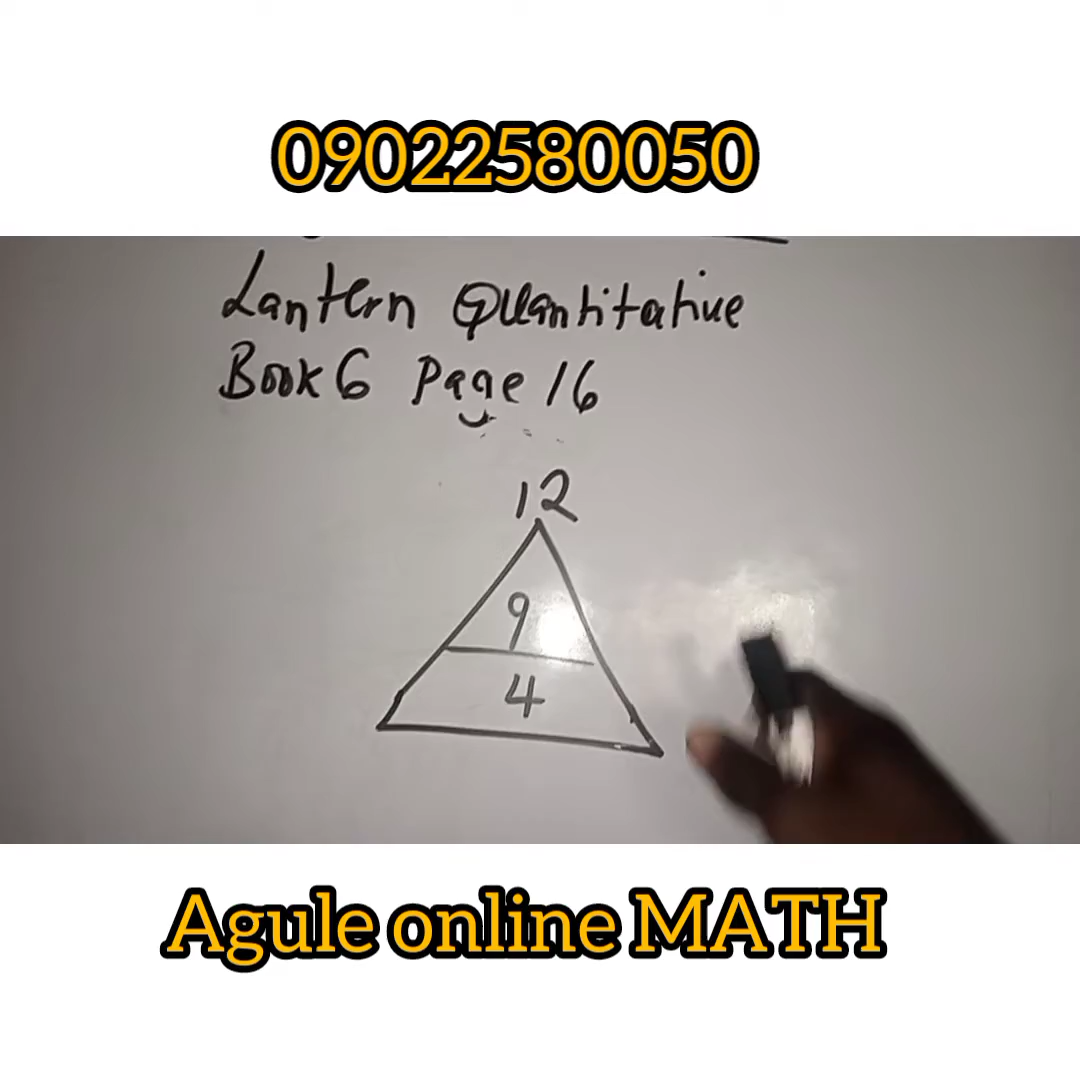 09022580050
Lantern Quantitative
Book 6 Page 16
12
9
4
Agule online MATH